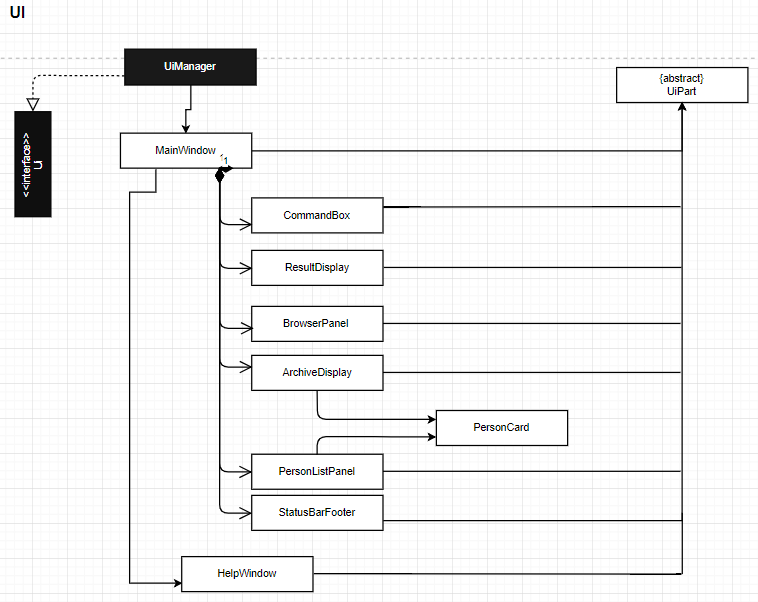 UI
UiManager
{abstract}
UiPart
<<interface>>
Ui
MainWindow
1
CommandBox
ResultDisplay
BrowserPanel
ArchiveDisplay
PersonCard
PersonListPanel
StatusBarFooter
HelpWindow